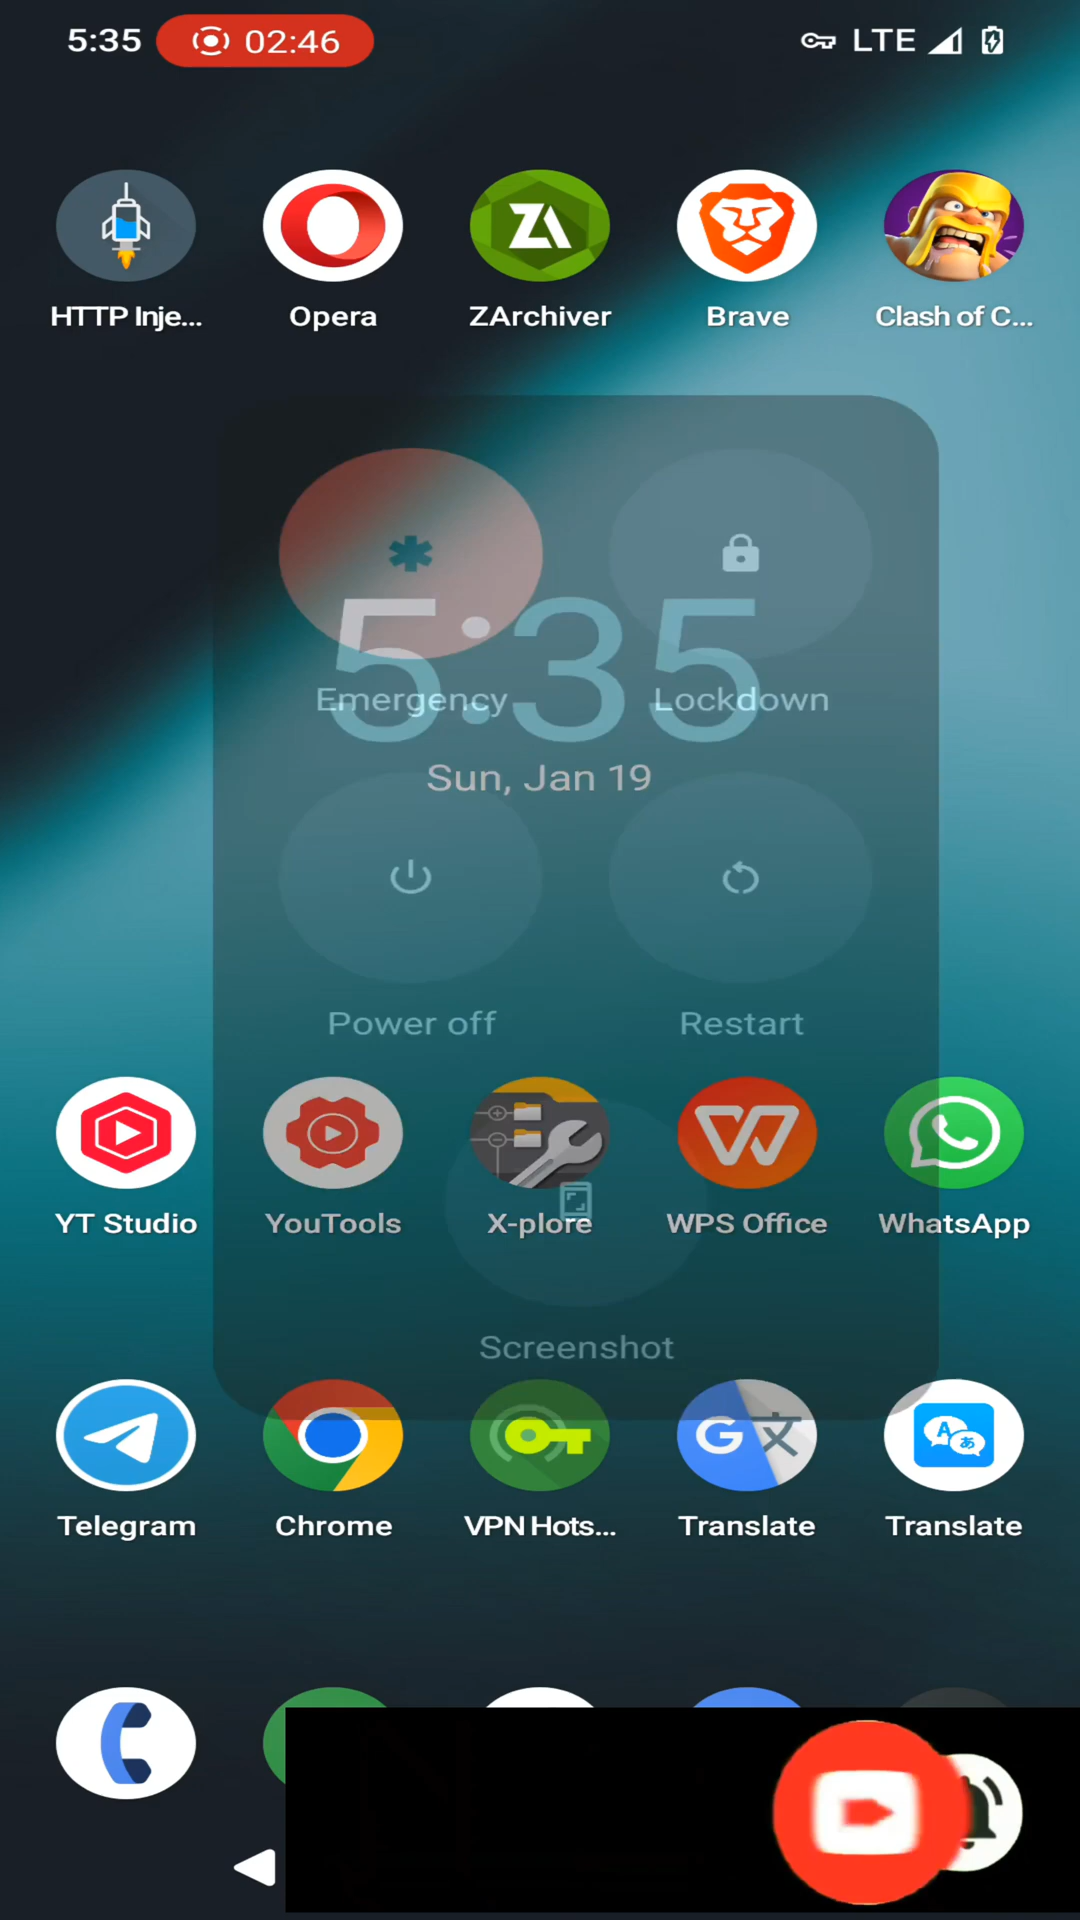 5:35 02:46 LTE
HTTP Inje... Opera ZArchiver Brave Clash of C...
5:35
Emergency Lockdown
Sun, Jan 19
Power off Restart
YT Studio YouTools X-plore WPS Office WhatsApp
Screenshot
Telegram Chrome VPN Hots... Translate Translate